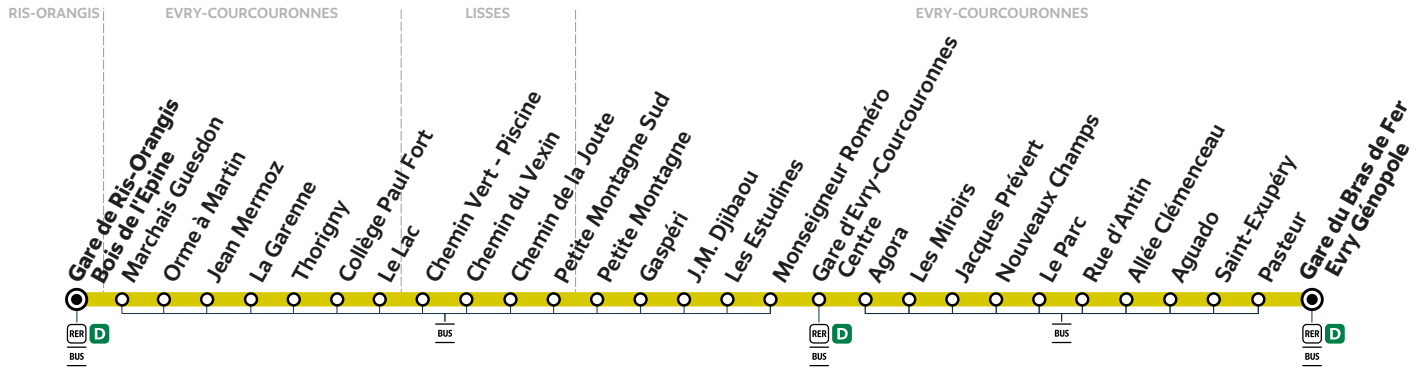 RIS-ORANGIS
EVRY-COURCOURONNES
LISSES
EVRY-COURCOURONNES
Gare de Ris-Orangis
Bois de l'Epine
Marchais Guesdon
Orme à Martin
Jean Mermoz
La Garenne
Thorigny
Collège Paul Fort
Le Lac
Chemin Vert - Piscine
Chemin du Vexin
Chemin de la Joute
Petite Montagne Sud
Petite Montagne
Gaspéri
J.M. Djibaou
Les Estudines
Monseigneur Roméro
Gare d'Evry-Courcouronnes
Centre
Agora
Les Miroirs
Jacques Prévert
Nouveaux Champs
Le Parc
Rue d'Antin
Allée Clémenceau
Aguado
Saint-Exupéry
Pasteur
Gare du Bras de Fer
Evry Génopole
RER D
BUS
BUS
RER D
BUS
BUS
RER D
BUS